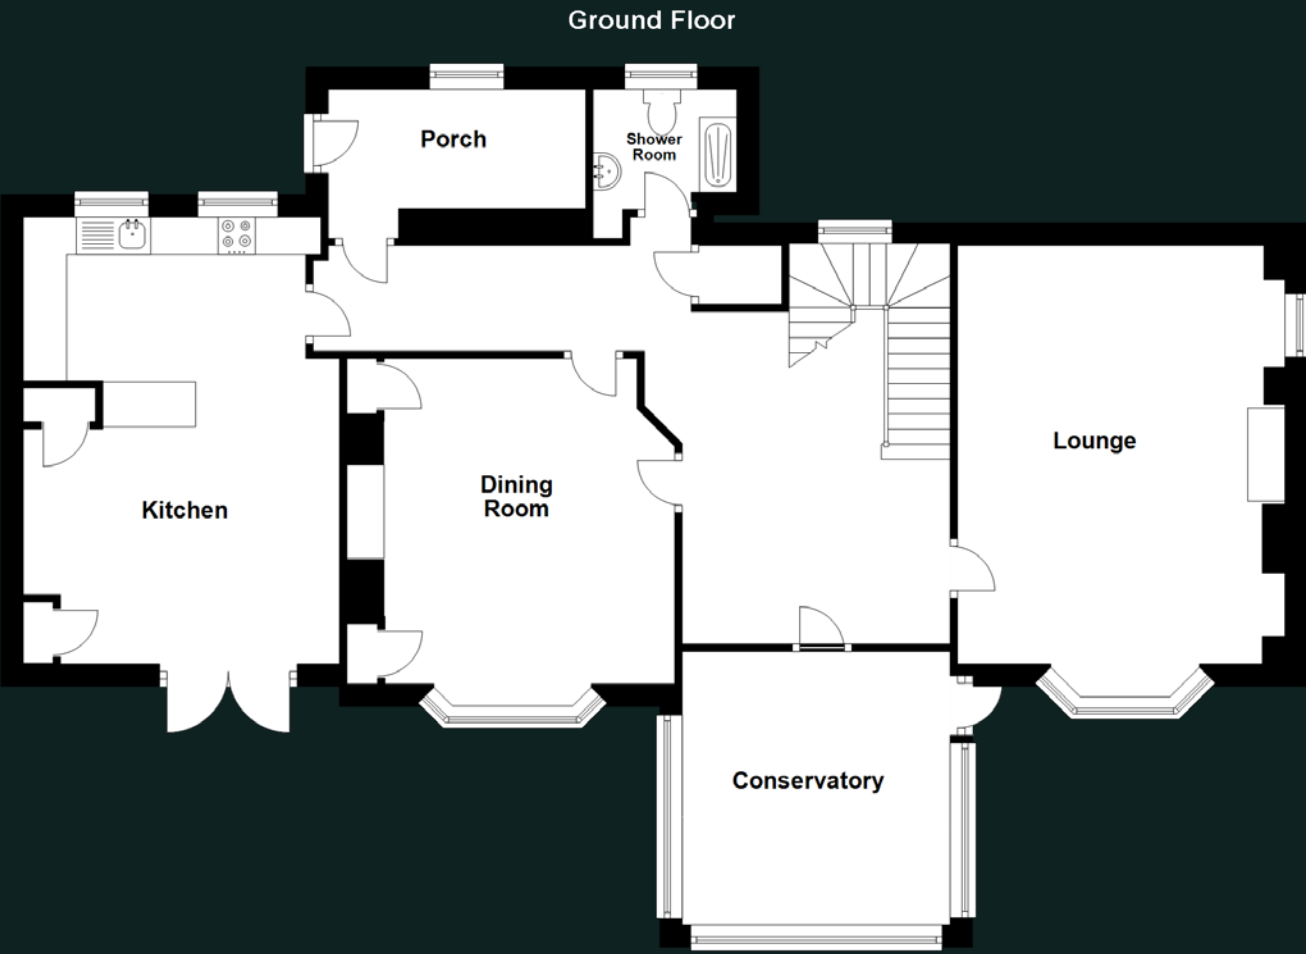 Ground Floor
Porch
Shower
Room
Lounge
Dining
Room
Kitchen
Conservatory